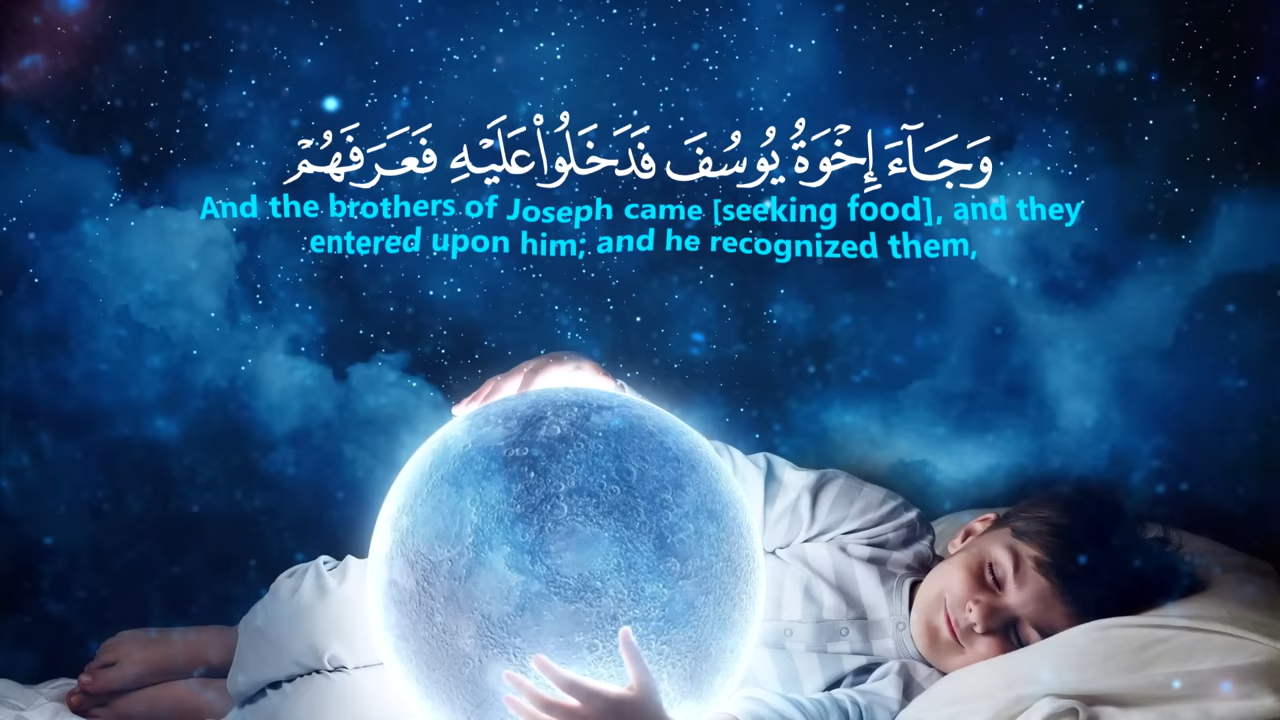 وَجَآءَ إِخْوَةُ يُوسُفَ فَدَخَلُوا۟ عَلَيْهِ فَعَرَفَهُمْ
And the brothers of Joseph came [seeking food], and they
entered upon him; and he recognized them,